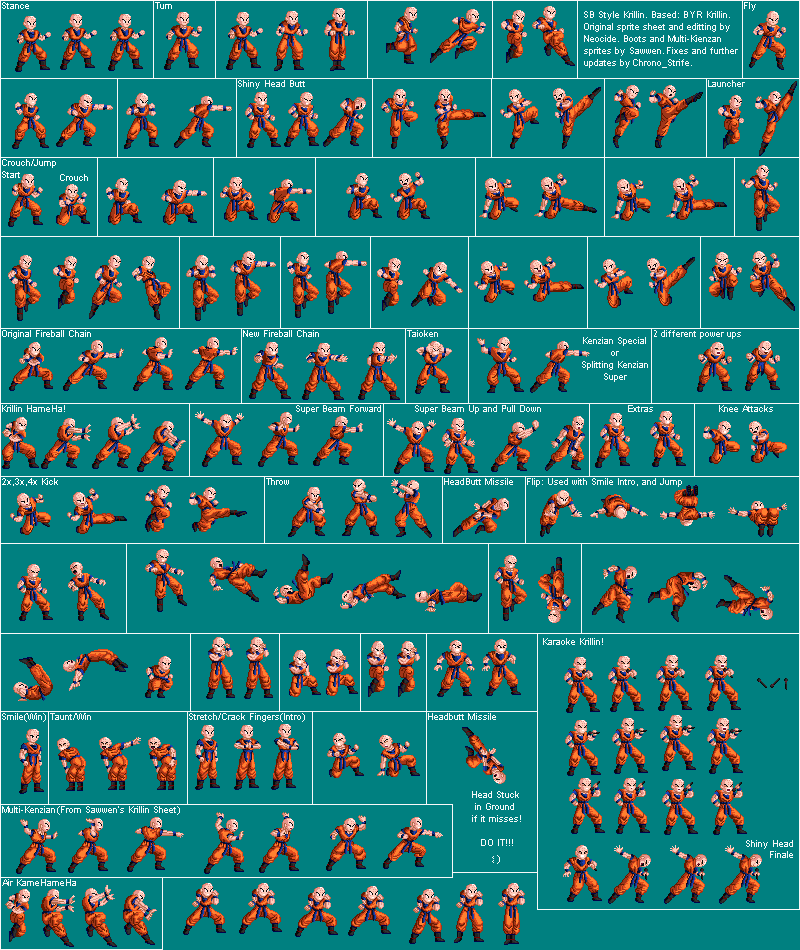 Stance
Turn
SB Style Krillin. Based: BYR Krillin.
Original sprite sheet and editting by
Neocide. Boots and Multi-Kienzan
sprites by Sawwen. Fixes and further
updates by Chrono_Strife.
Fly
Shiny Head Butt
Launcher
Crouch/Jump
Start
Crouch
Original Fireball Chain
New Fireball Chain
Taioken
Kenzian Special
or
Splitting Kenzian
Super
2 different power ups
Krillin HameHa!
Super Beam Forward
Super Beam Up and Pull Down
Extras
Knee Attacks
2x,3x,4x Kick
Throw
HeadButt Missile
Flip: Used with Smile Intro, and Jump
Karaoke Krillin!
Smile(Win)
Taunt/Win
Stretch/Crack Fingers(Intro)
Headbutt Missile
Head Stuck
in Ground
if it misses!
DO IT!!!
;)
Multi-Kenzian(From Sawwen's Krillin Sheet)
Shiny Head
Finale
Air KameHameHa